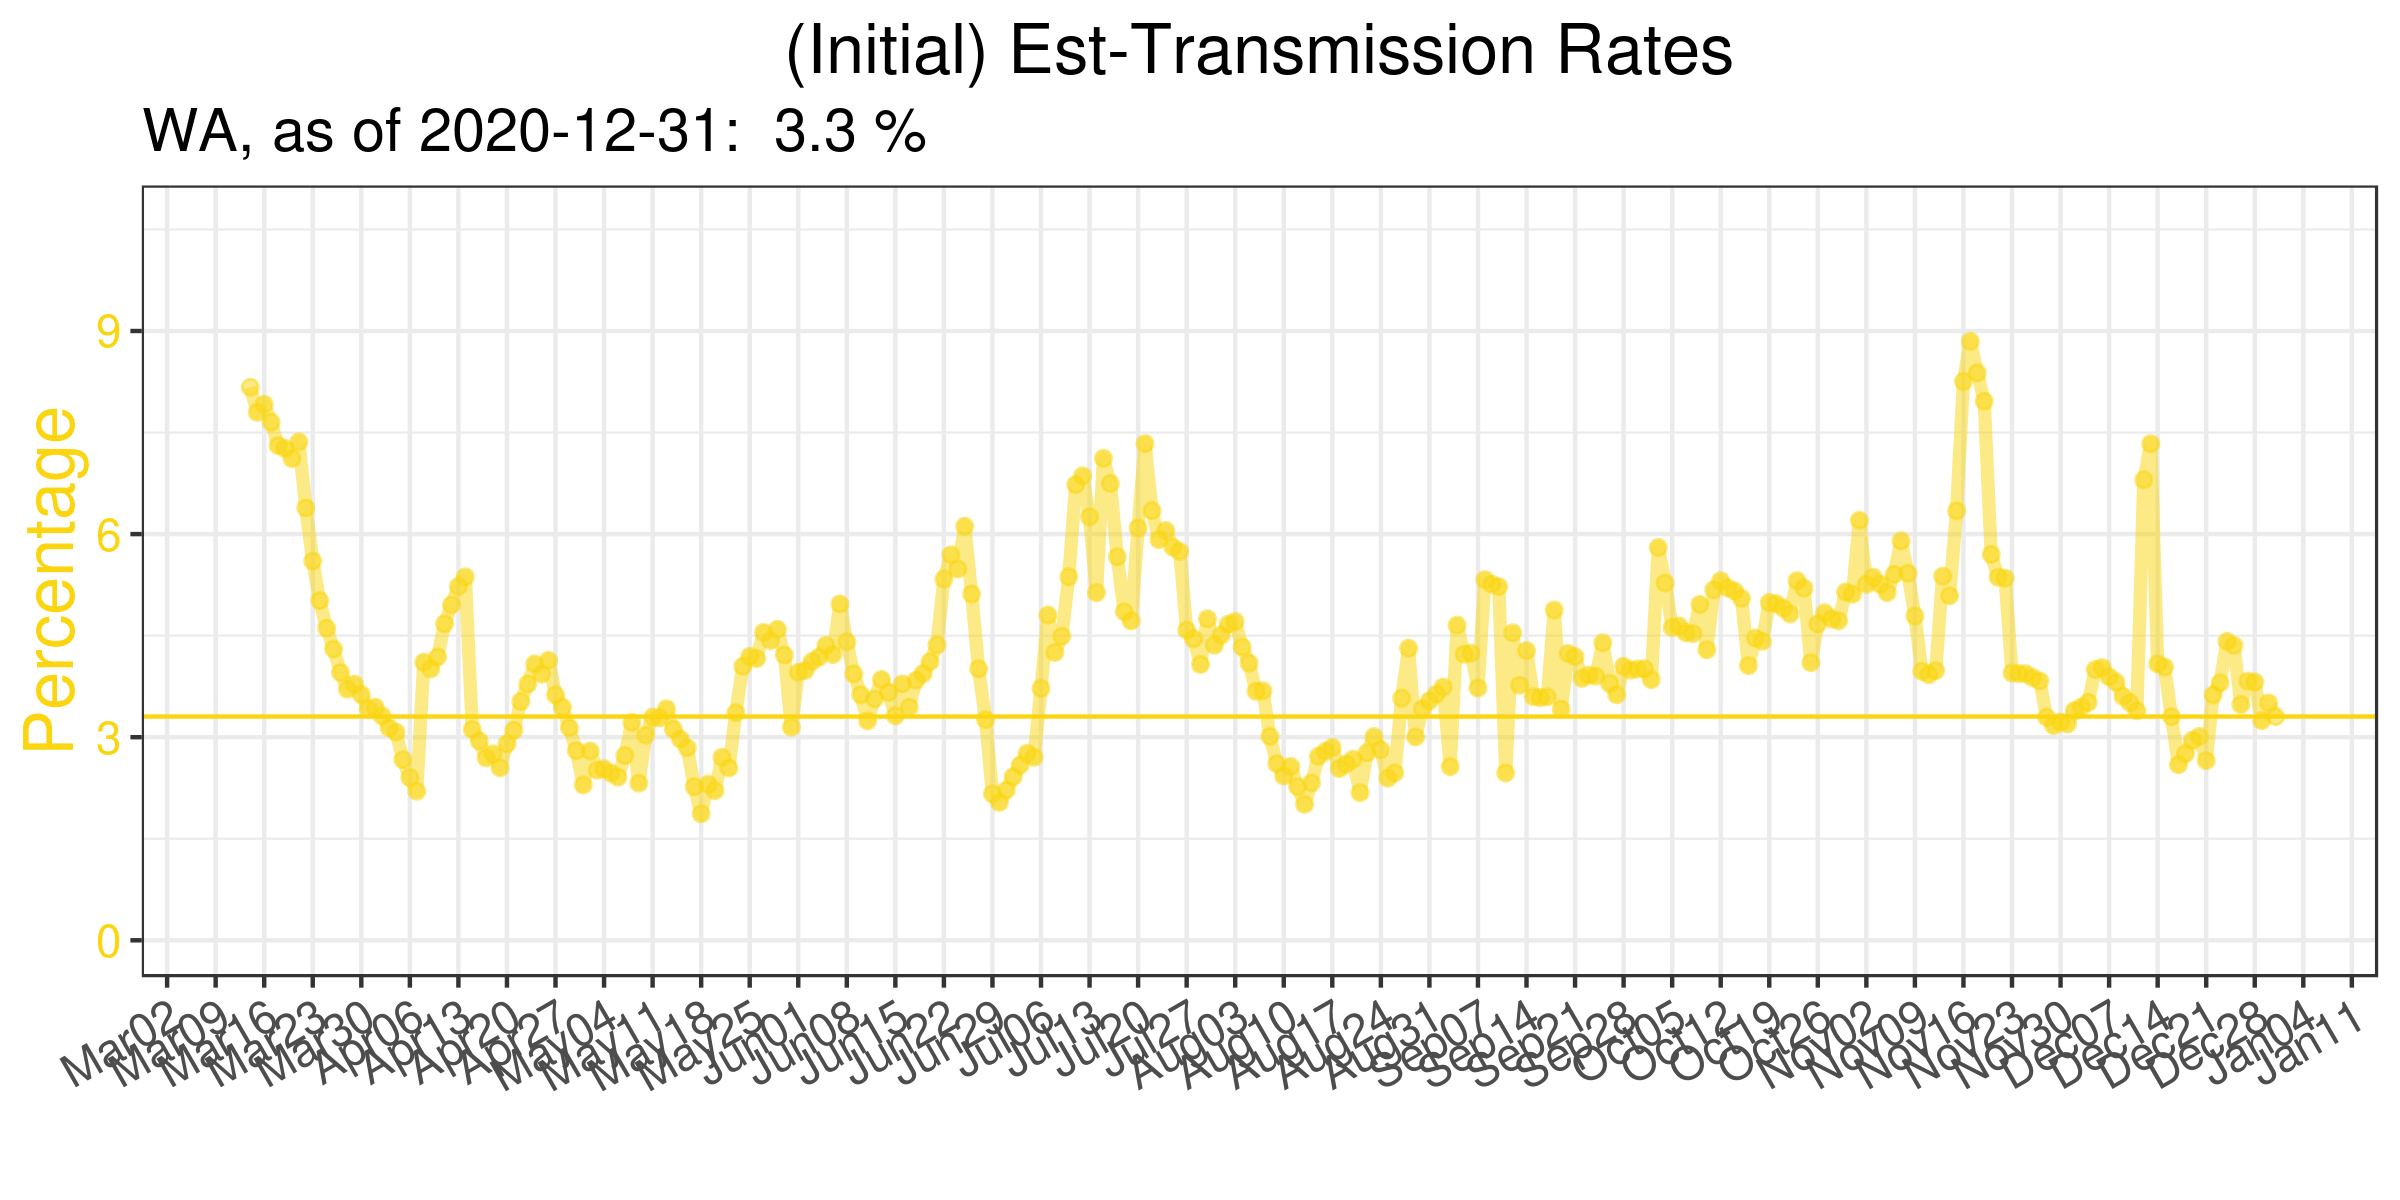 (Initial) Est-Transmission Rates
WA, as of 2020-12-31:  3.3 %
Percentage
9
6
3
0
Mar02
Mar09
Mar16
Mar23
Mar30
Apr06
Apr13
Apr20
Apr27
May04
May11
May18
May25
Jun01
Jun08
Jun15
Jun22
Jun29
Jul06
Jul13
Jul20
Jul27
Aug03
Aug10
Aug17
Aug24
Aug31
Sep07
Sep14
Sep21
Sep28
Oct05
Oct12
Oct19
Oct26
Nov02
Nov09
Nov16
Nov23
Nov30
Dec07
Dec14
Dec21
Dec28
Jan04
Jan11